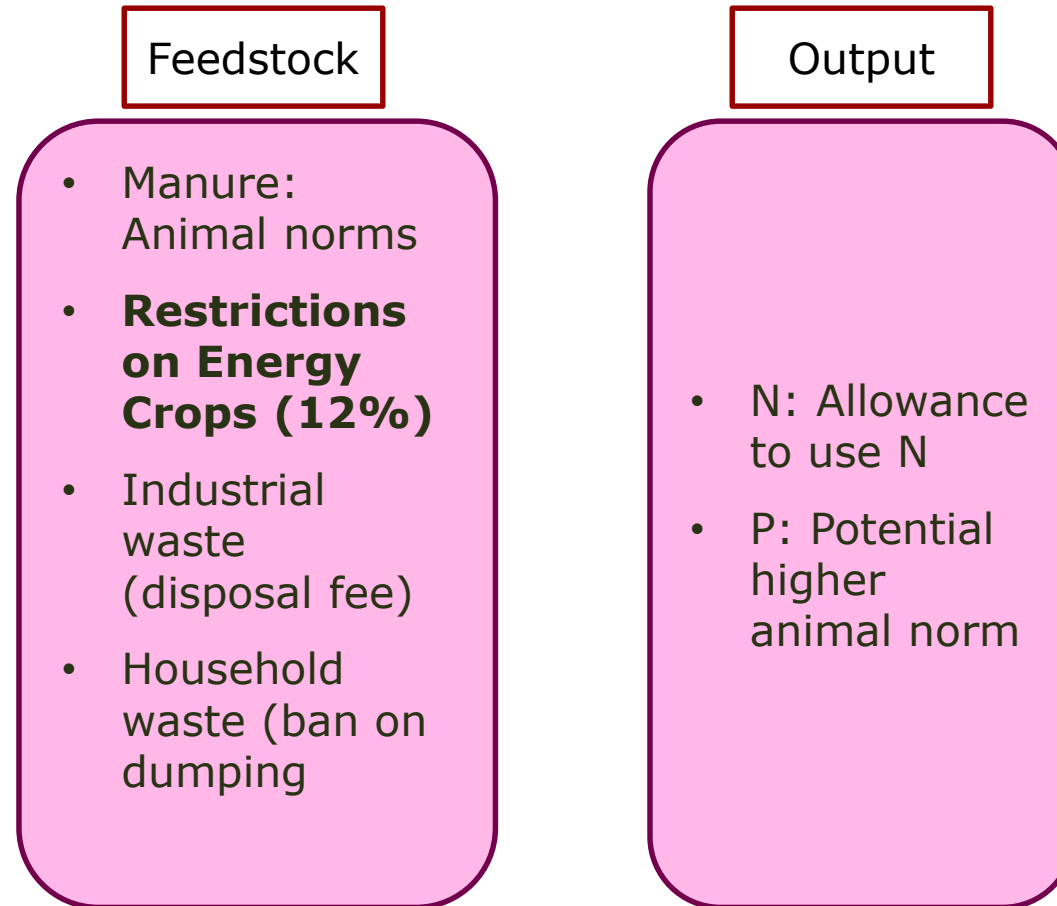 Feedstock
• Manure:
Animal norms
• Restrictions
on Energy
Crops (12%)
• Industrial
waste
(disposal fee)
• Household
waste (ban on
dumping
Output
• N: Allowance
to use N
• P: Potential
higher
animal norm